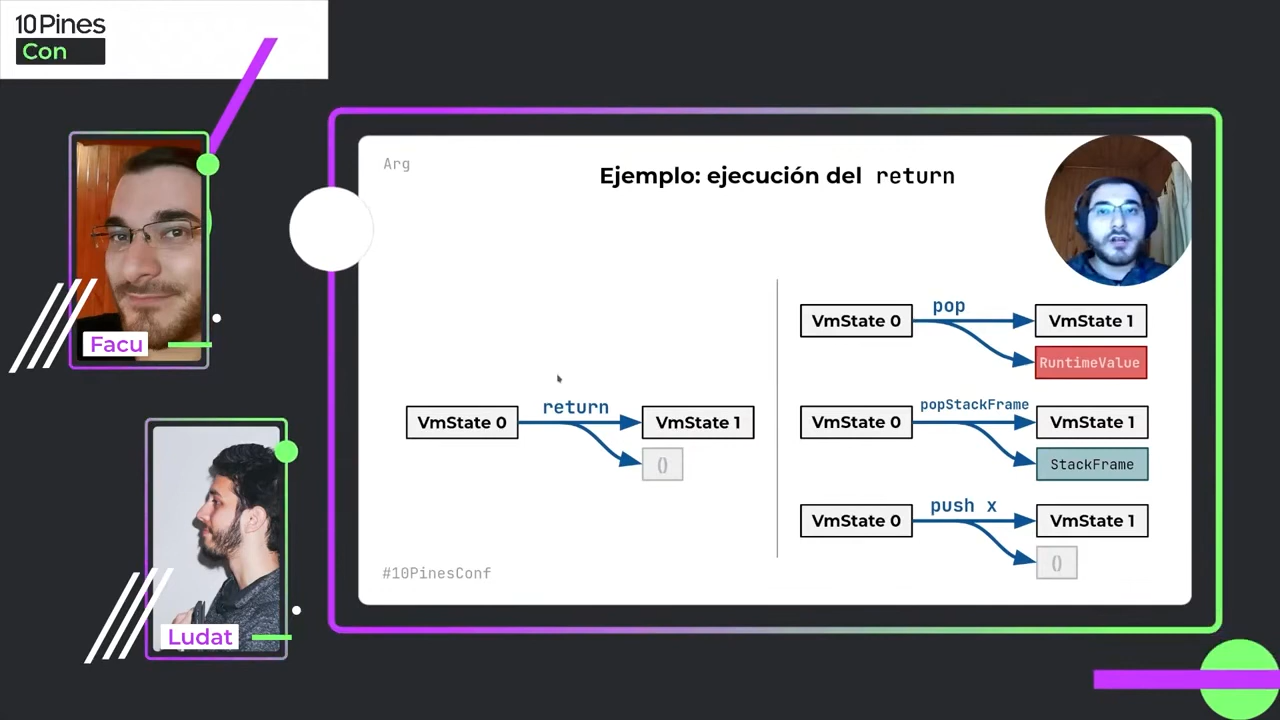 10Pines
Con
Facu
Ludat
Arg
Ejemplo: ejecución del return
VmState 0
return
VmState 1
()
VmState 0
pop
VmState 1
RuntimeValue
VmState 0
popStackFrame
VmState 1
StackFrame
VmState 0
push x
VmState 1
()
#10PinesConf